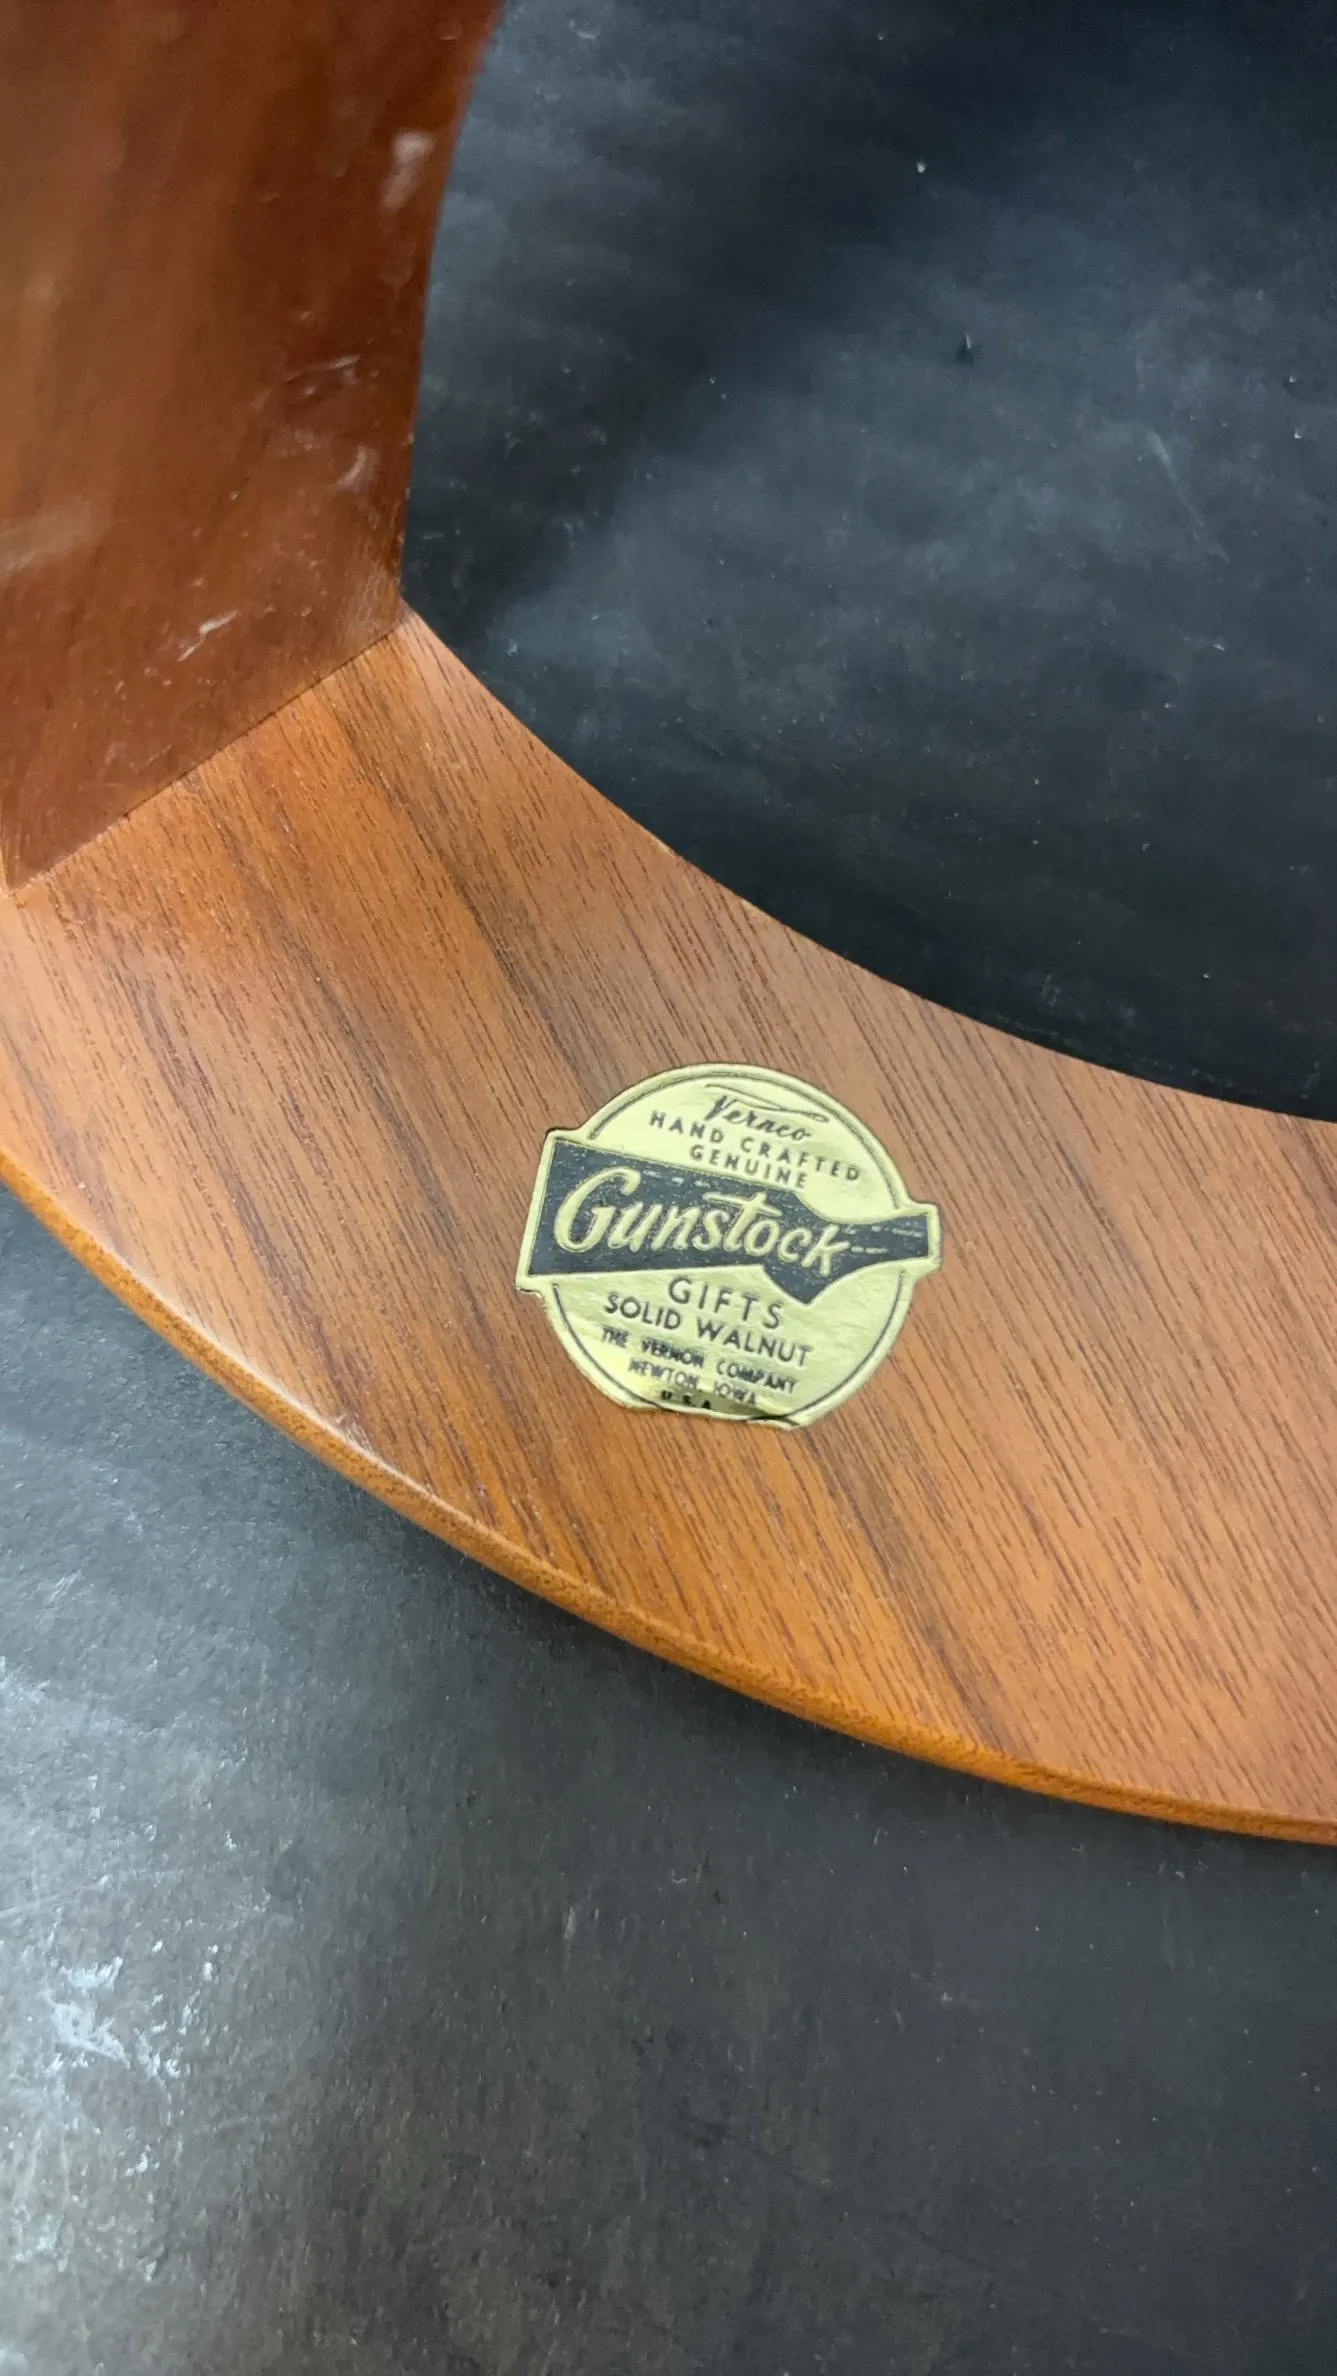 Vernco
HAND CRAFTED
GENUINE
Gunstock
GIFTS
SOLID WALNUT
THE VERNON COMPANY
NEWTON, IOWA
U.S.A.